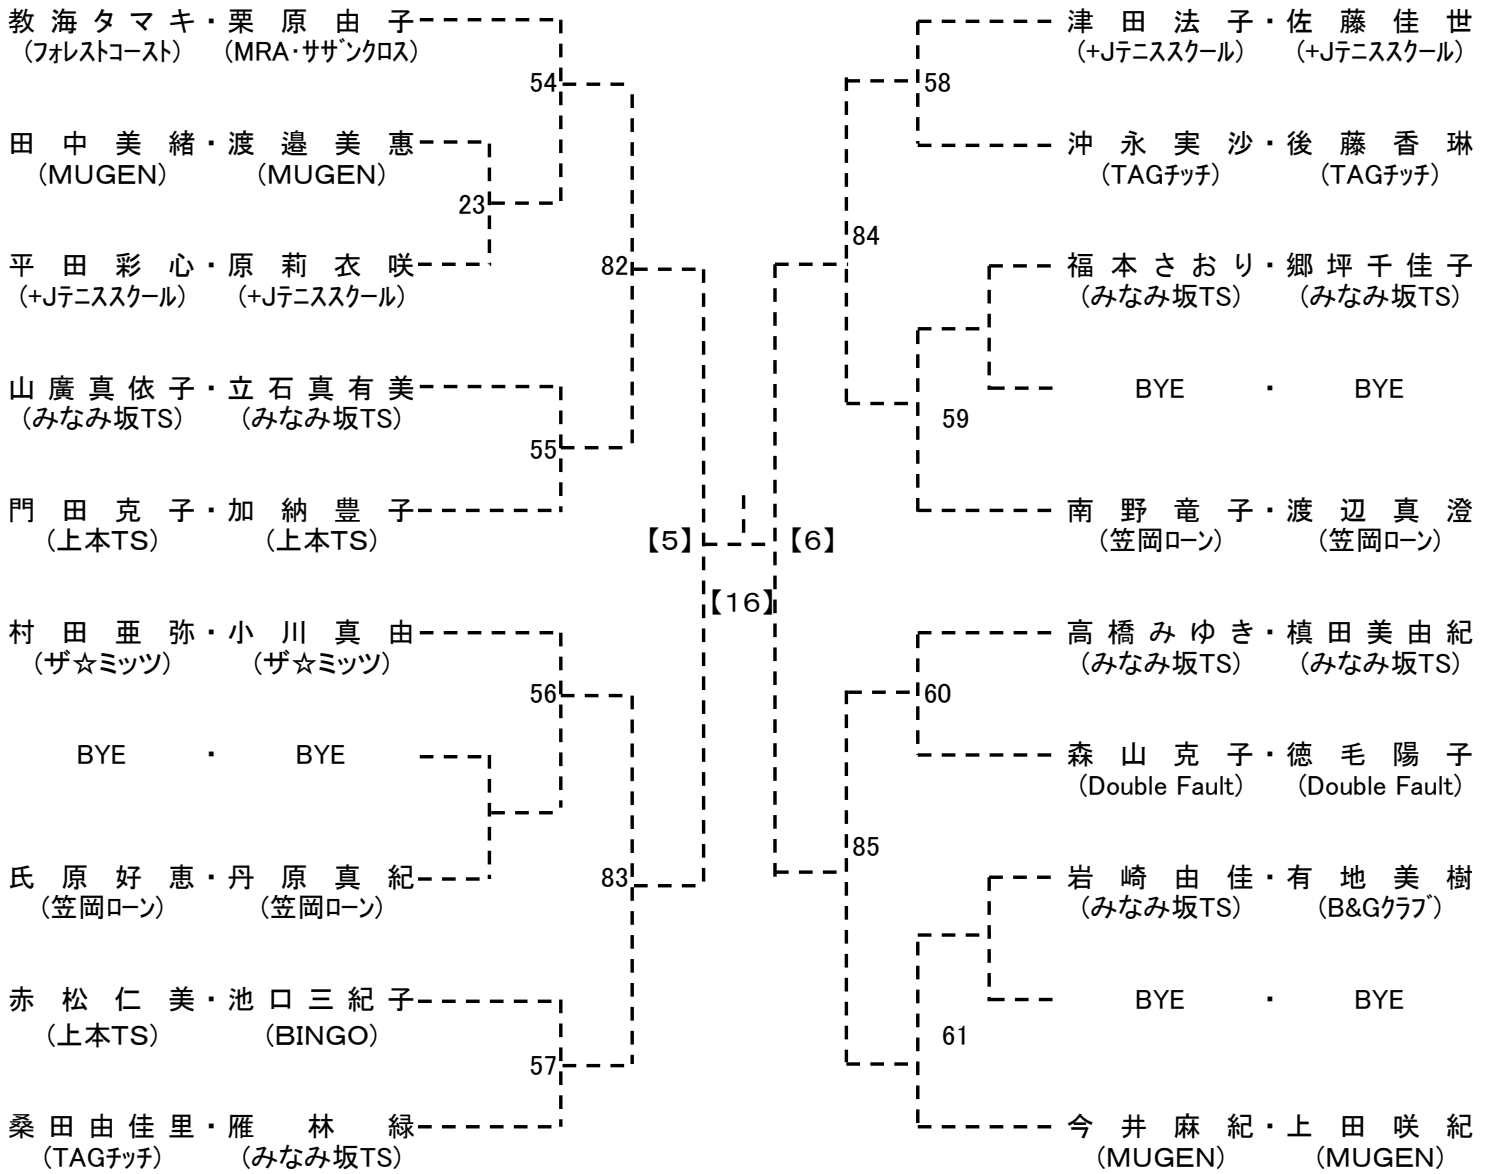 教海タマキ・栗原由子
(フォレストコースト) (MRA・サザンクロス)
54
田中美緒・渡邉美恵
(MUGEN) (MUGEN)
23
平田彩心・原莉衣咲
(+Jテニススクール) (+Jテニススクール)
82
山廣真依子・立石真有美
(みなみ坂TS) (みなみ坂TS)
55
門田克子・加納豊子
(上本TS) (上本TS)
【5】
【6】
【16】
村田亜弥・小川真由
(ザ☆ミッツ) (ザ☆ミッツ)
56
BYE ・ BYE
氏原好恵・丹原真紀
(笠岡ローン) (笠岡ローン)
83
赤松仁美・池口三紀子
(上本TS) (BINGO)
57
桑田由佳里・雁林緑
(TAGチッチ) (みなみ坂TS)
津田法子・佐藤佳世
(+Jテニススクール) (+Jテニススクール)
58
沖永実沙・後藤香琳
(TAGチッチ) (TAGチッチ)
84
福本さおり・郷坪千佳子
(みなみ坂TS) (みなみ坂TS)
BYE ・ BYE
59
南野竜子・渡辺真澄
(笠岡ローン) (笠岡ローン)
高橋みゆき・槙田美由紀
(みなみ坂TS) (みなみ坂TS)
60
森山克子・徳毛陽子
(Double Fault) (Double Fault)
85
岩崎由佳・有地美樹
(みなみ坂TS) (B&Gクラブ)
BYE ・ BYE
61
今井麻紀・上田咲紀
(MUGEN) (MUGEN)